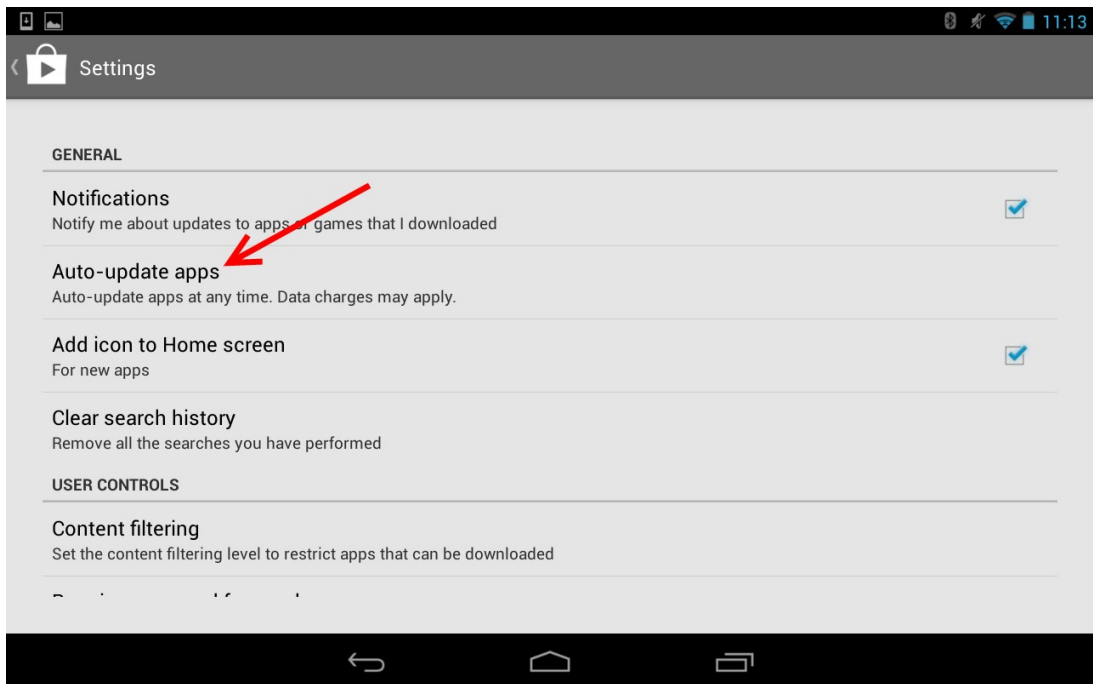 11:13
Settings
GENERAL
Notifications
Notify me about updates to apps or games that I downloaded
Auto-update apps
Auto-update apps at any time. Data charges may apply.
Add icon to Home screen
For new apps
Clear search history
Remove all the searches you have performed
USER CONTROLS
Content filtering
Set the content filtering level to restrict apps that can be downloaded